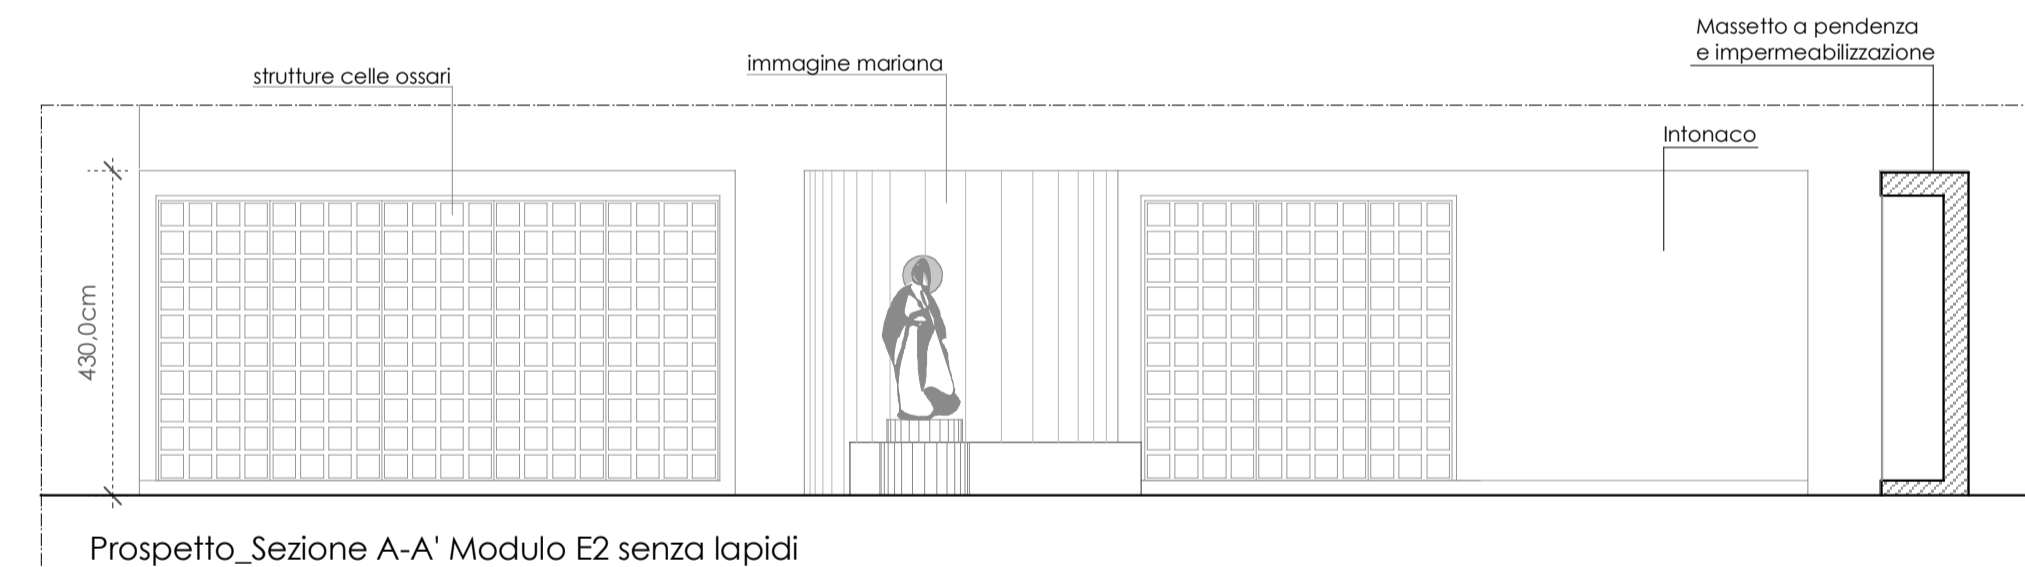 Massetto a pendenza
e impermeabilizzazione
immagine mariana
strutture celle ossari
Intonaco
430,0cm
Prospetto_Sezione A-A' Modulo E2 senza lapidi